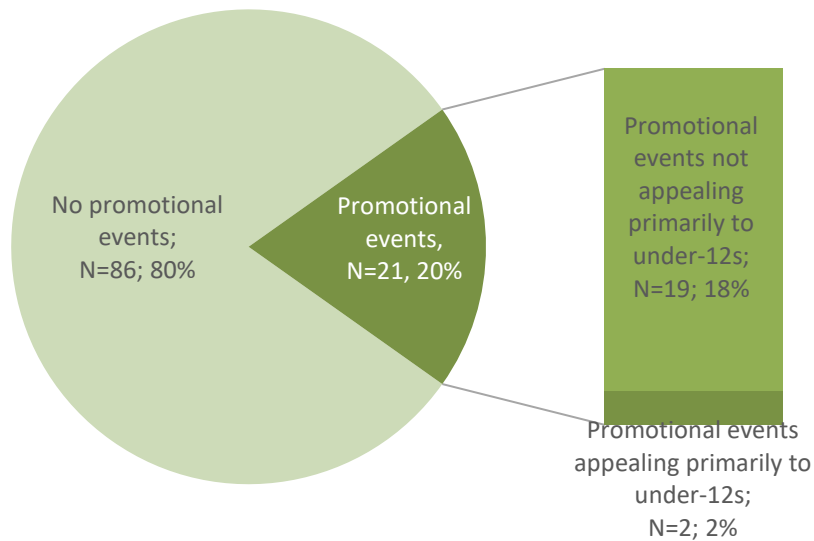 No promotional
events;
N=86; 80%
Promotional
events,
N=21, 20%
Promotional
events not
appealing
primarily to
under-12s;
N=19; 18%
Promotional events
appealing primarily to
under-12s;
N=2; 2%